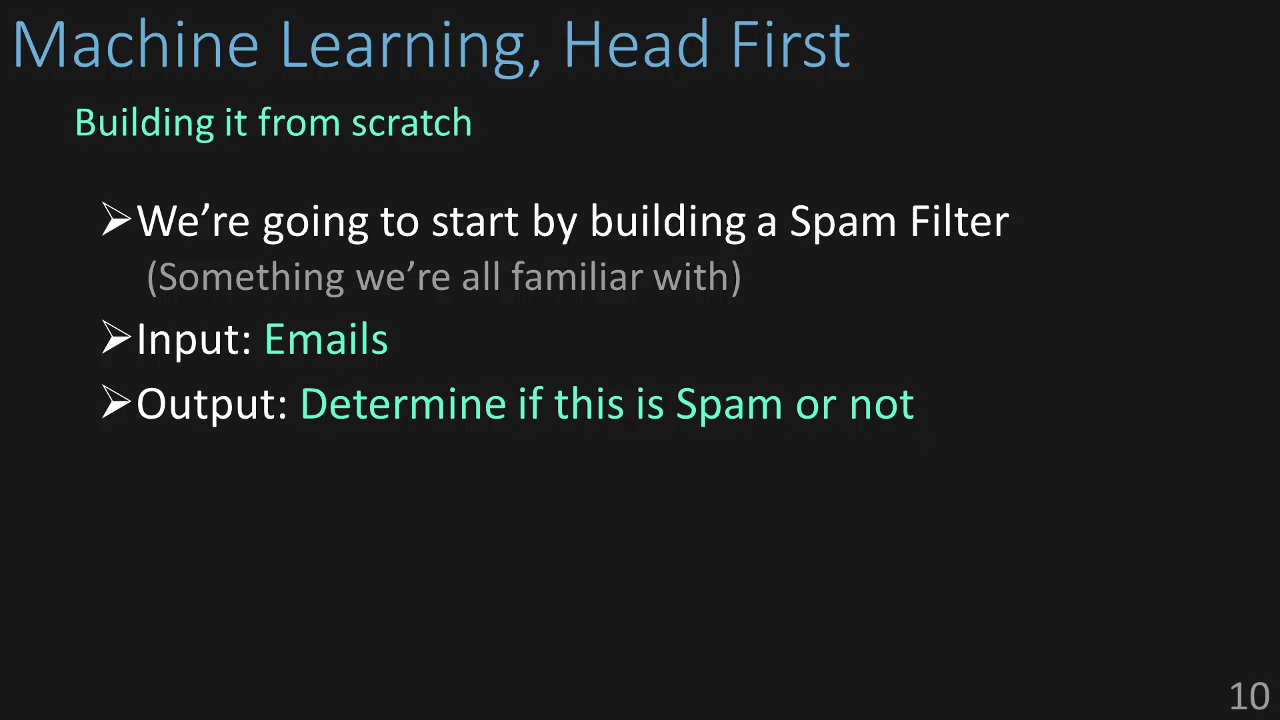 Machine Learning, Head First
Building it from scratch
➢We’re going to start by building a Spam Filter
(Something we’re all familiar with)
➢Input: Emails
➢Output: Determine if this is Spam or not
10